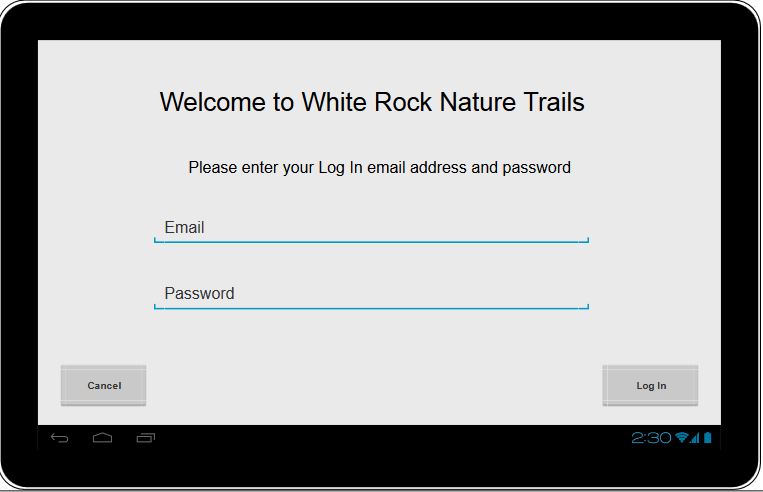 Welcome to White Rock Nature Trails
Please enter your Log In email address and password
Email
Password
Cancel
Log In
2:30